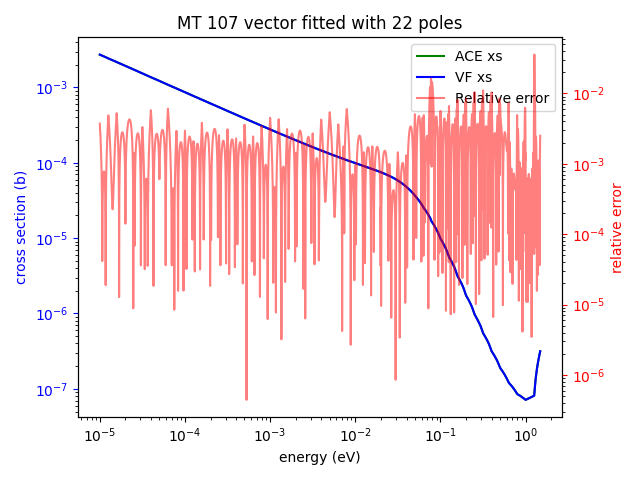 MT 107 vector fitted with 22 poles
ACE xs
VF xs
Relative error
cross section (b)
10⁻³
10⁻⁴
10⁻⁵
10⁻⁶
10⁻⁷
10⁻²
10⁻³
10⁻⁴
10⁻⁵
10⁻⁶
relative error
10⁻⁵ 10⁻⁴ 10⁻³ 10⁻² 10⁻¹ 10⁰
energy (eV)